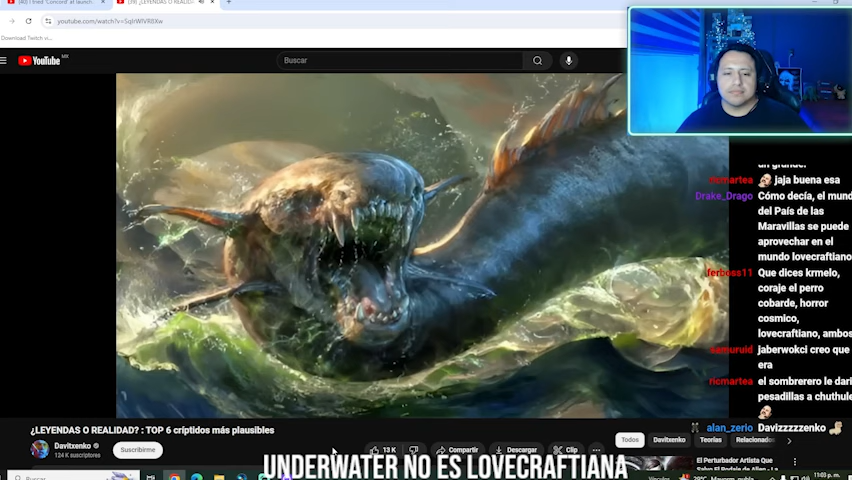 youtube.com/watch?v=SqIrWlVR8Xw
Download Twitch vi...
YouTube MX
Buscar
un grande.
ricmartea jaja buena esa
Drake_Drago Cómo decía, el mundo
del País de las
Maravillas se puede
aprovechar en el
mundo lovecraftiano
ferboss11 Que dices krmelo,
coraje el perro
cobarde, horror
cosmico,
lovecraftiano, ambos
samuruid jaberwokci creo que
era
ricmartea el sombrerero le dari
pesadillas a chuthule
alan_zerio Davizzzzzenko
¿LEYENDAS O REALIDAD? : TOP 6 críptidos más plausibles
Davitxenko
124 K suscriptores
Suscribirme
13 K
Compartir
Descargar
Clip
Todos
Davitxenko
Teorías
Relacionados
El Perturbador Artista Que
UNDERWATER NO ES LOVECRAFTIANA
Buscar
11:03 p. m.